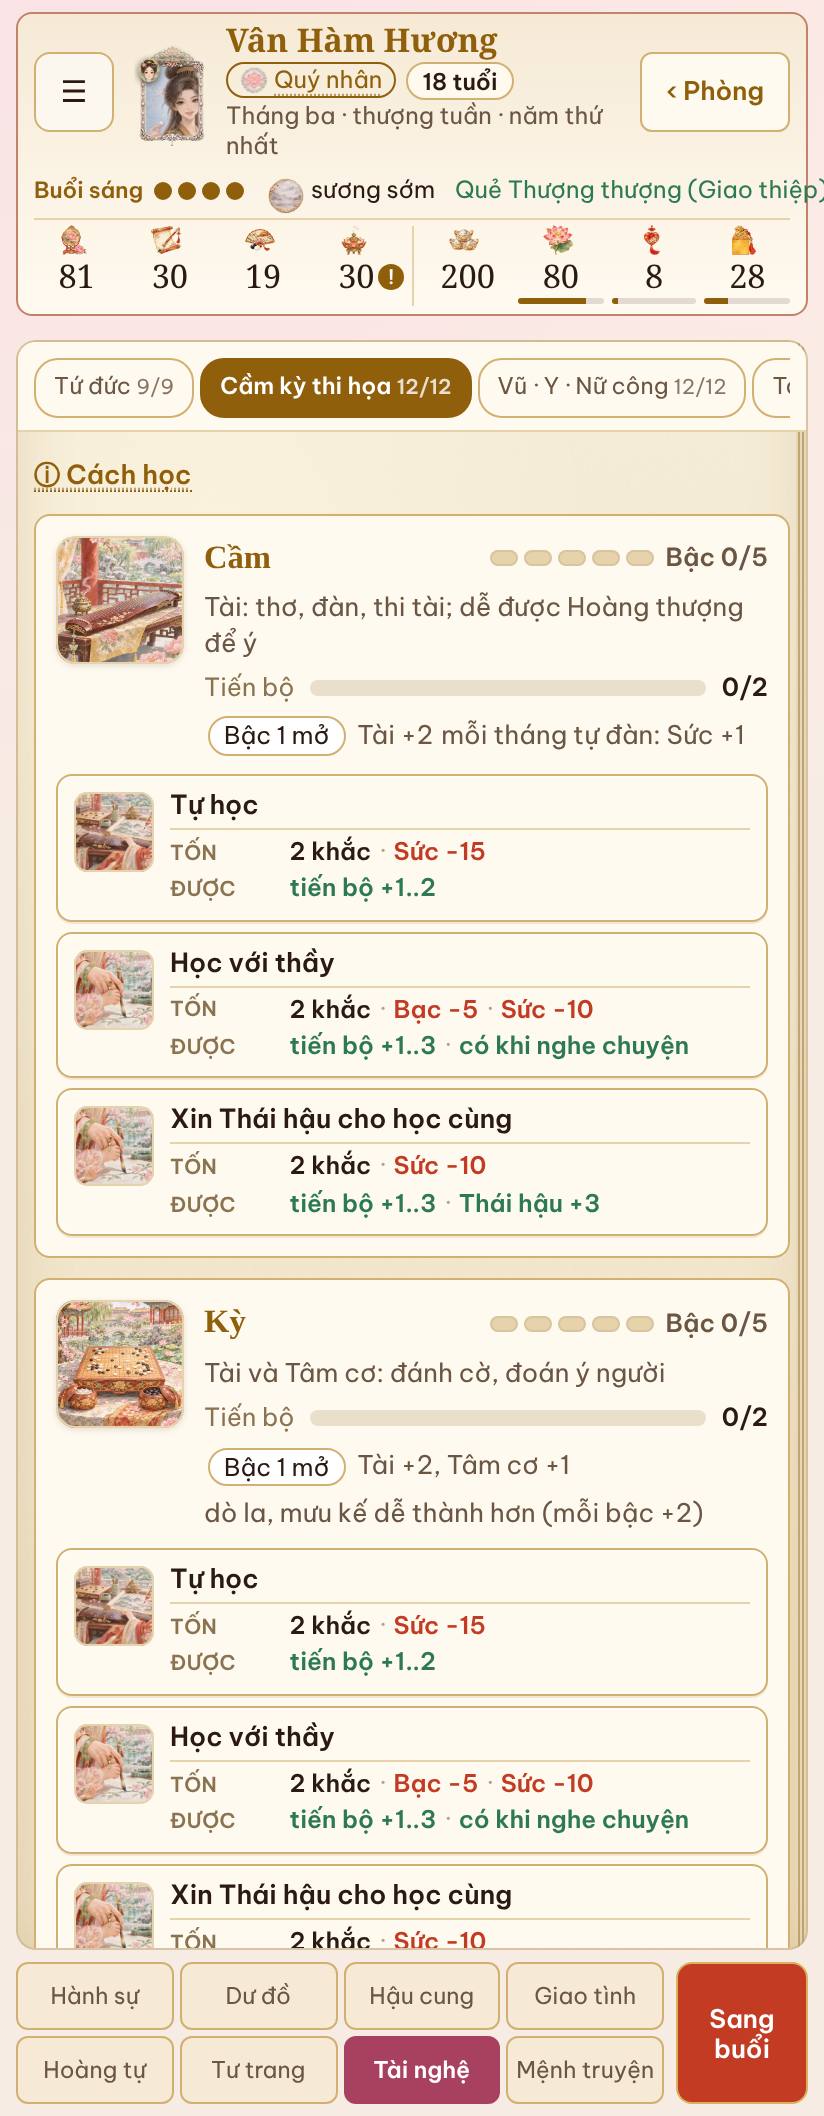 Vân Hàm Hương
☰
Quý nhân
18 tuổi
‹ Phòng
Tháng ba · thượng tuần · năm thứ
nhất
Buổi sáng
sương sớm
Quẻ Thượng thượng (Giao thiệp)
81 30 19 30 ! 200 80 8 28
Tứ đức 9/9
Cầm kỳ thi họa 12/12
Vũ · Y · Nữ công 12/12
ⓘ Cách học
Cầm
Bậc 0/5
Tài: thơ, đàn, thi tài; dễ được Hoàng thượng
để ý
Tiến bộ 0/2
Bậc 1 mở Tài +2 mỗi tháng tự đàn: Sức +1
Tự học
TỐN 2 khắc · Sức -15
ĐƯỢC tiến bộ +1..2
Học với thầy
TỐN 2 khắc · Bạc -5 · Sức -10
ĐƯỢC tiến bộ +1..3 · có khi nghe chuyện
Xin Thái hậu cho học cùng
TỐN 2 khắc · Sức -10
ĐƯỢC tiến bộ +1..3 · Thái hậu +3
Kỳ
Bậc 0/5
Tài và Tâm cơ: đánh cờ, đoán ý người
Tiến bộ 0/2
Bậc 1 mở Tài +2, Tâm cơ +1
dò la, mưu kế dễ thành hơn (mỗi bậc +2)
Tự học
TỐN 2 khắc · Sức -15
ĐƯỢC tiến bộ +1..2
Học với thầy
TỐN 2 khắc · Bạc -5 · Sức -10
ĐƯỢC tiến bộ +1..3 · có khi nghe chuyện
Xin Thái hậu cho học cùng
TỐN 2 khắc · Sức -10
Hành sự
Dư đồ
Hậu cung
Giao tình
Sang
buổi
Hoàng tự
Tư trang
Tài nghệ
Mệnh truyện